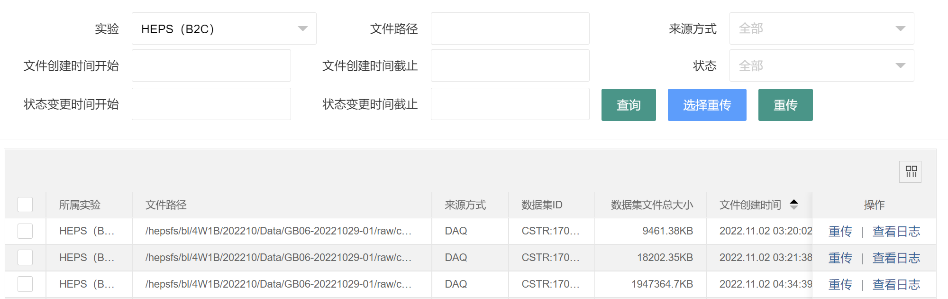 实验 HEPS（B2C） 文件路径 来源方式 全部
文件创建时间开始 文件创建时间截止 状态 全部
状态变更时间开始 状态变更时间截止 查询 选择重传 重传
所属实验 文件路径 来源方式 数据集ID 数据集文件总大小 文件创建时间 操作
HEPS（B... /hepsfs/bl/4W1B/202210/Data/GB06-20221029-01/raw/c... DAQ CSTR:170... 9461.38KB 2022.11.02 03:20:02 重传 | 查看日志
HEPS（B... /hepsfs/bl/4W1B/202210/Data/GB06-20221029-01/raw/c... DAQ CSTR:170... 18202.35KB 2022.11.02 03:21:38 重传 | 查看日志
HEPS（B... /hepsfs/bl/4W1B/202210/Data/GB06-20221029-01/raw/c... DAQ CSTR:170... 1947364.7KB 2022.11.02 04:34:39 重传 | 查看日志